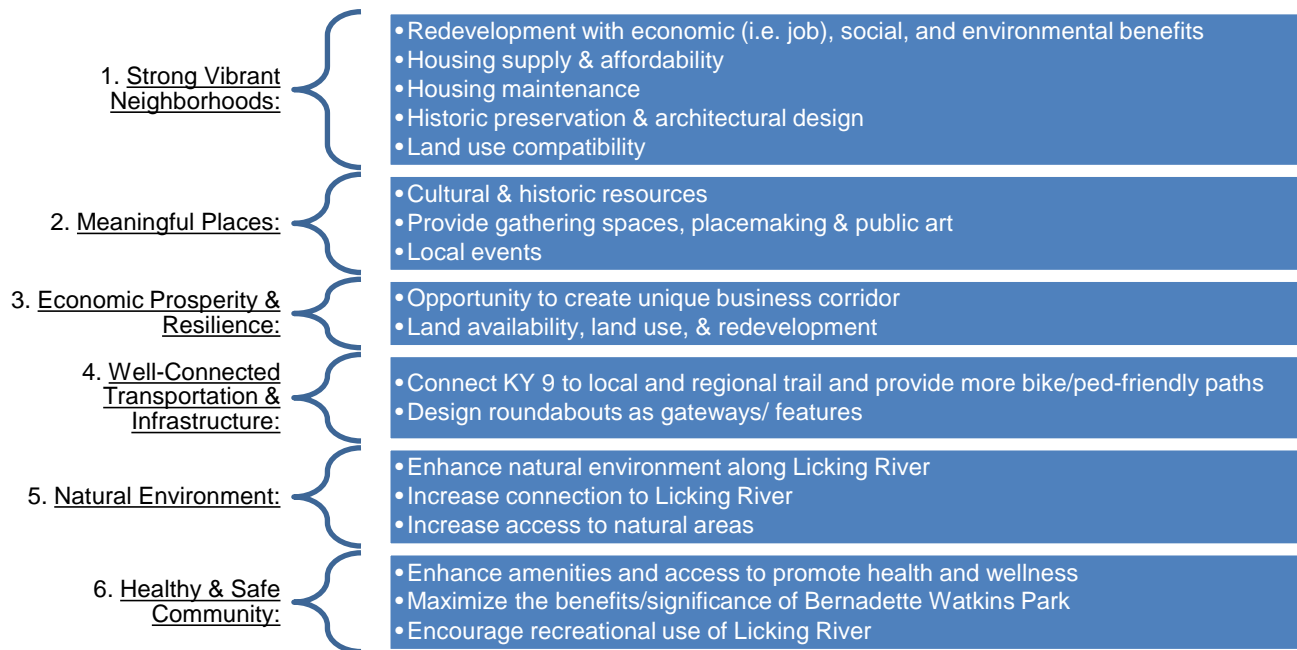 1. Strong Vibrant
Neighborhoods:
•Redevelopment with economic (i.e. job), social, and environmental benefits
•Housing supply & affordability
•Housing maintenance
•Historic preservation & architectural design
•Land use compatibility
2. Meaningful Places:
•Cultural & historic resources
•Provide gathering spaces, placemaking & public art
•Local events
3. Economic Prosperity &
Resilience:
•Opportunity to create unique business corridor
•Land availability, land use, & redevelopment
4. Well-Connected
Transportation &
Infrastructure:
•Connect KY 9 to local and regional trail and provide more bike/ped-friendly paths
•Design roundabouts as gateways/ features
5. Natural Environment:
•Enhance natural environment along Licking River
•Increase connection to Licking River
•Increase access to natural areas
6. Healthy & Safe
Community:
•Enhance amenities and access to promote health and wellness
•Maximize the benefits/significance of Bernadette Watkins Park
•Encourage recreational use of Licking River